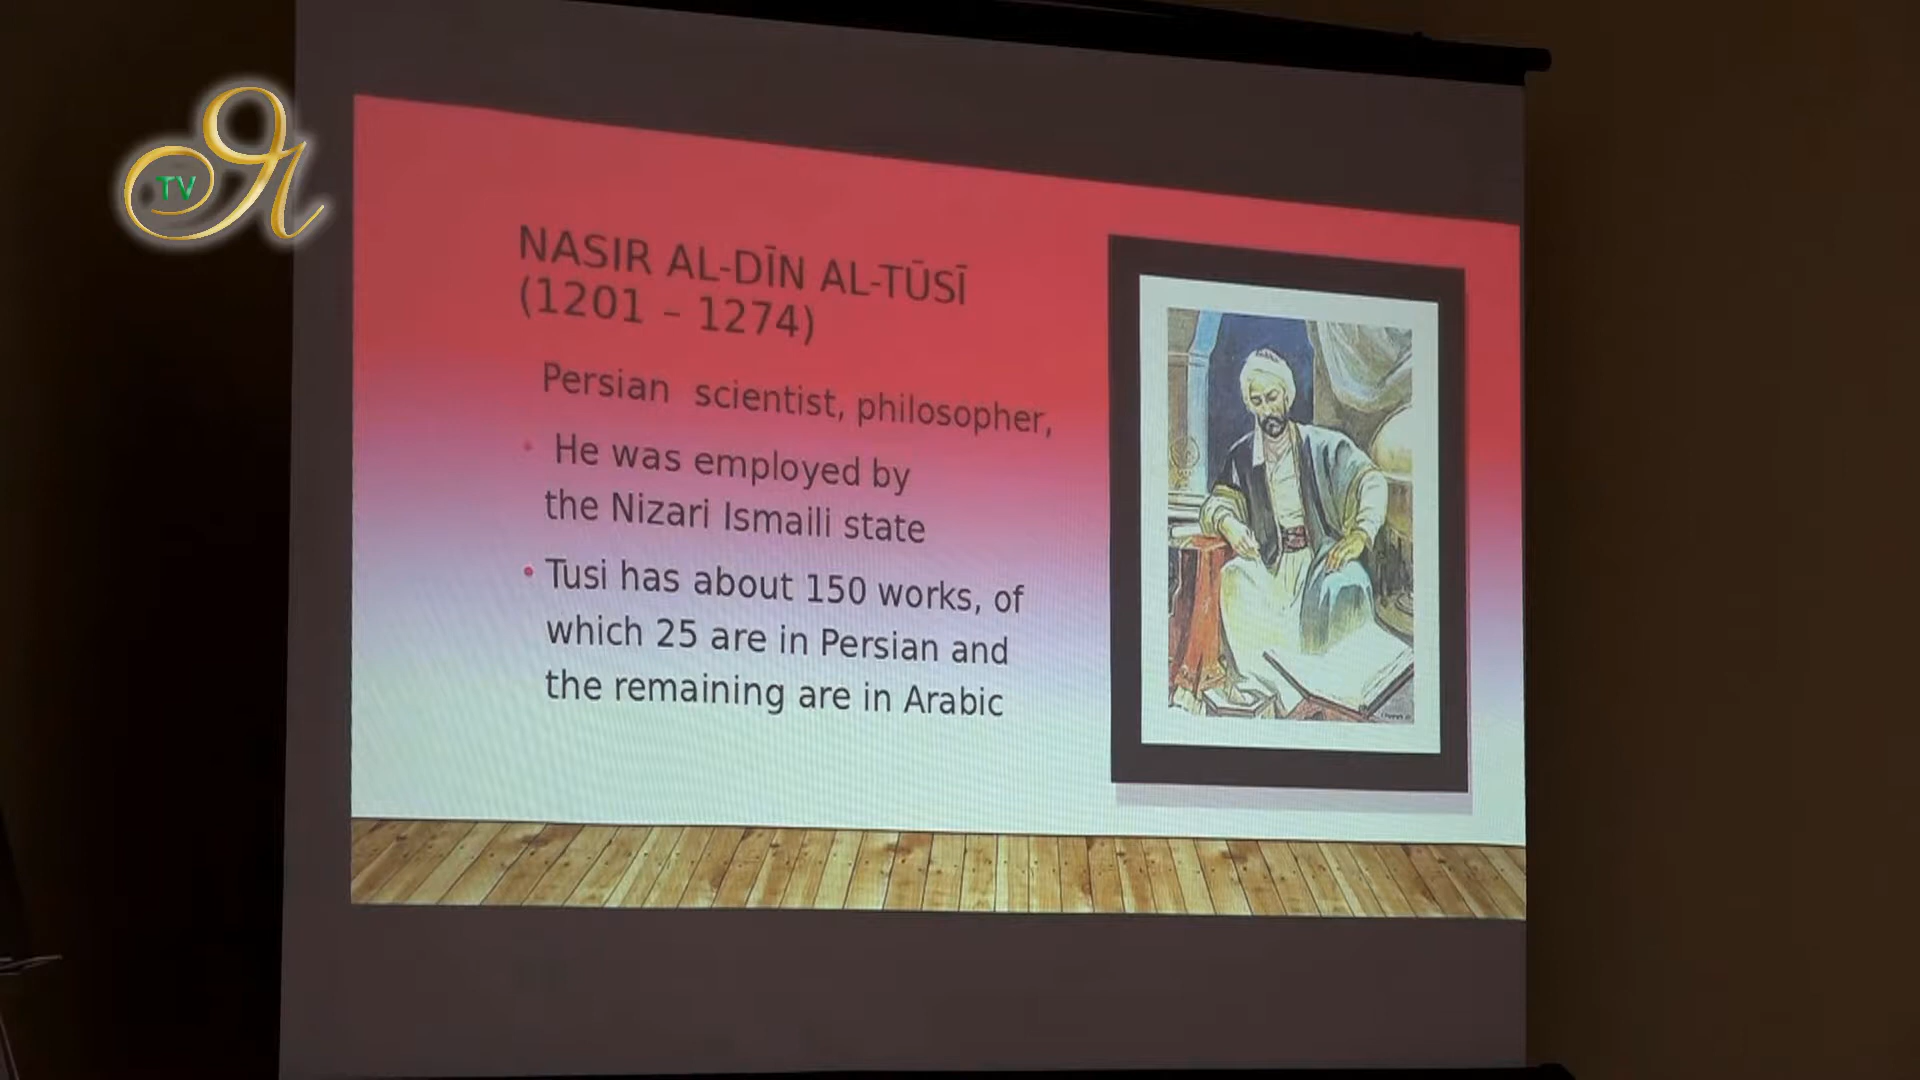 TV
NASIR AL-DĪN AL-TŪSĪ
(1201 – 1274)
Persian scientist, philosopher,
• He was employed by
the Nizari Ismaili state
• Tusi has about 150 works, of
which 25 are in Persian and
the remaining are in Arabic